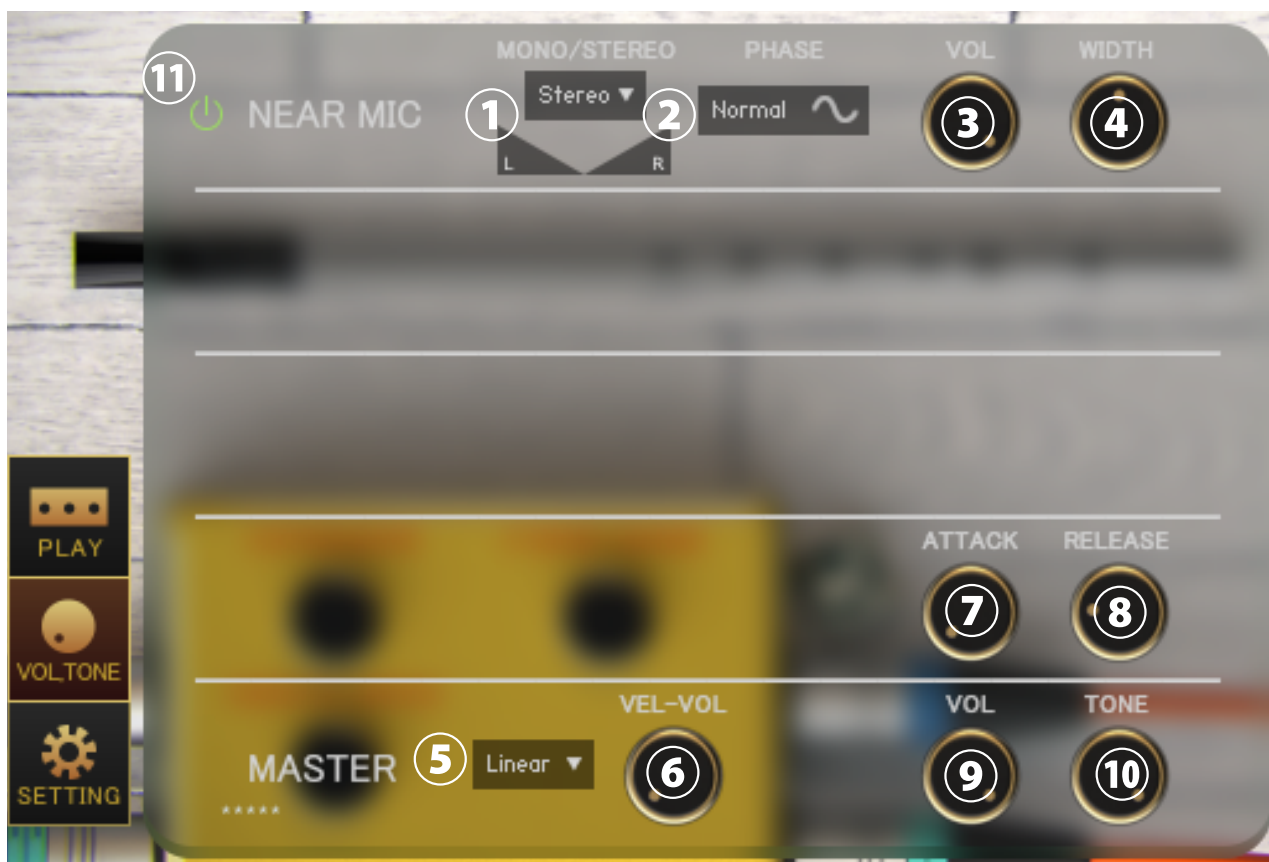 MONO/STEREO PHASE VOL WIDTH
11 NEAR MIC 1 Stereo ▼ 2 Normal 3 4
L R
PLAY
ATTACK RELEASE
7 8
VOL,TONE
VEL-VOL VOL TONE
MASTER 5 Linear ▼ 6 9 10
SETTING
*****